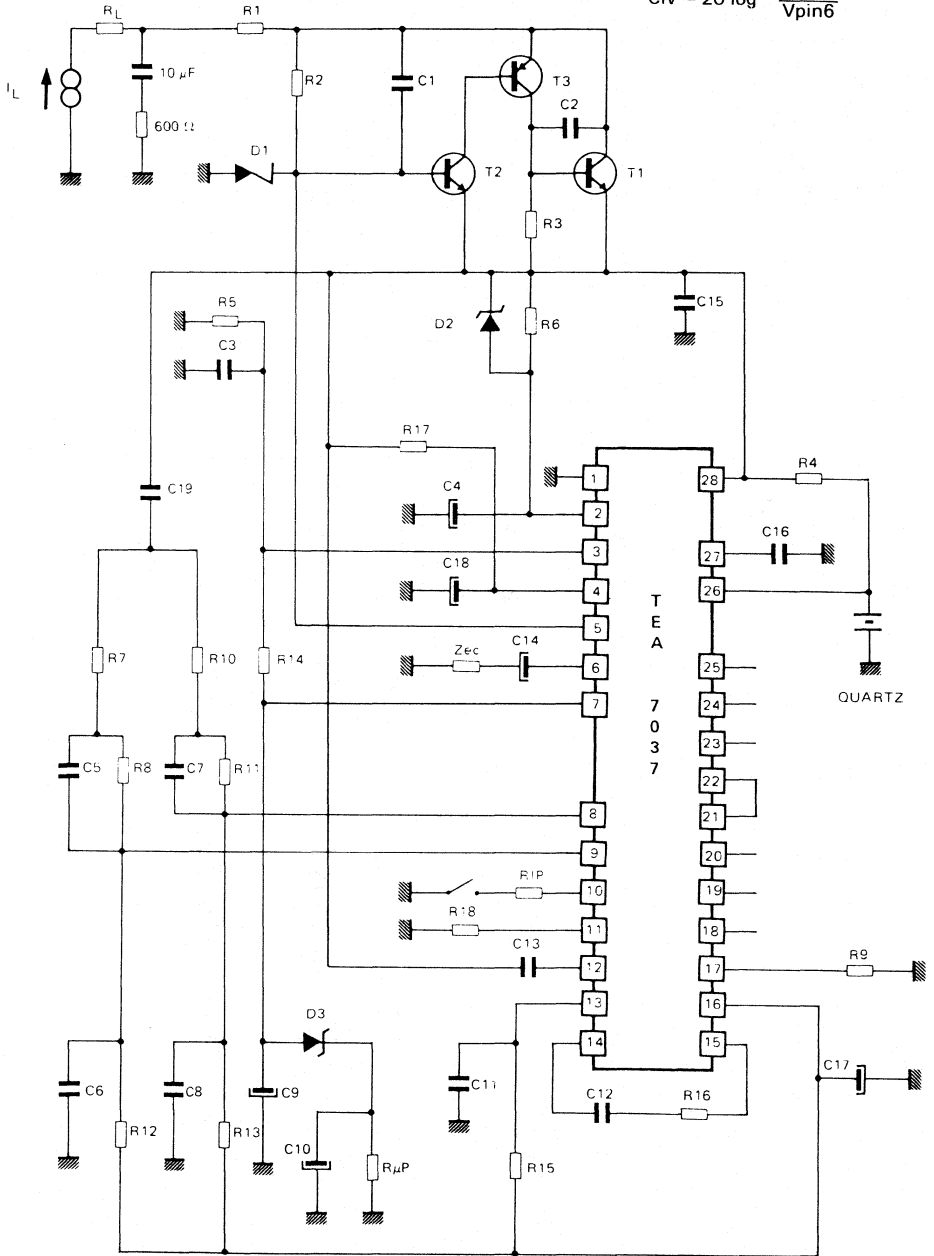 CIV = 20 log
Vpin6
RL
R1
IL
10 μF
600 Ω
R2
C1
T3
C2
D1
T2
T1
R3
R5
C3
D2
R6
C15
R17
C19
C4
C18
Zec
C14
R7
R10
R14
C5
R8
C7
R11
1
2
3
4
5
6
7
8
9
10
11
12
13
14
TEA
7037
28
27
26
25
24
23
22
21
20
19
18
17
16
15
R4
C16
QUARTZ
RIP
R18
C13
R9
D3
C6
C8
C9
C11
C12
R16
C17
R12
R13
C10
RμP
R15